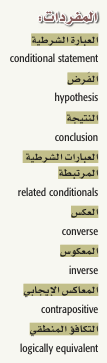 المفردات:
العبارة الشرطية
conditional statement
الفرض
hypothesis
النتيجة
conclusion
العبارات الشرطية
المرتبطة
related conditionals
العكس
converse
المعكوس
inverse
المعاكس الإيجابي
contrapositive
التكافؤ المنطقي
logically equivalent